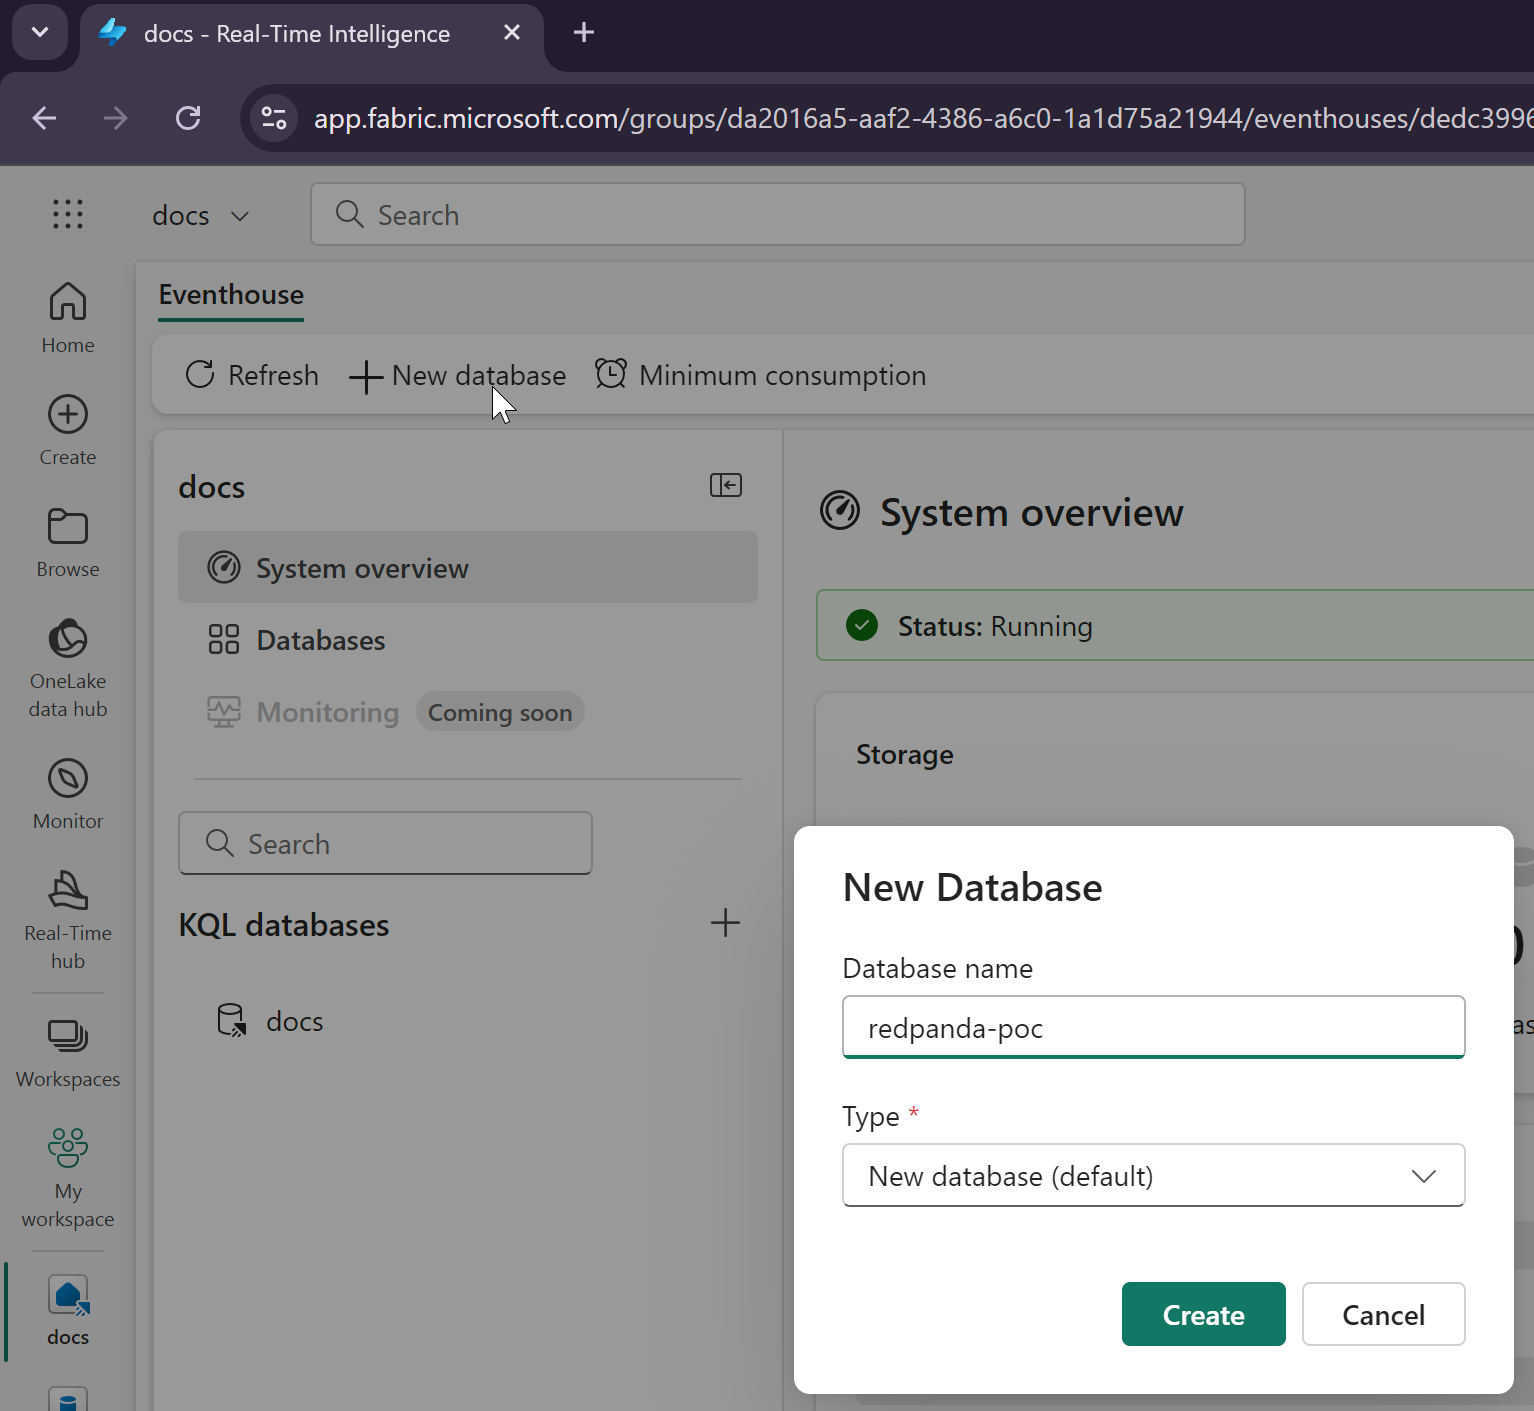 docs - Real-Time Intelligence
app.fabric.microsoft.com/groups/da2016a5-aaf2-4386-a6c0-1a1d75a21944/eventhouses/dedc3996
docs
Search
Eventhouse
Refresh
New database
Minimum consumption
Home
Create
Browse
OneLake
data hub
Monitor
Real-Time
hub
Workspaces
My
workspace
docs
docs
System overview
Databases
Monitoring
Coming soon
Search
KQL databases
docs
System overview
Status: Running
Storage
New Database
Database name
redpanda-poc
Type *
New database (default)
Create
Cancel